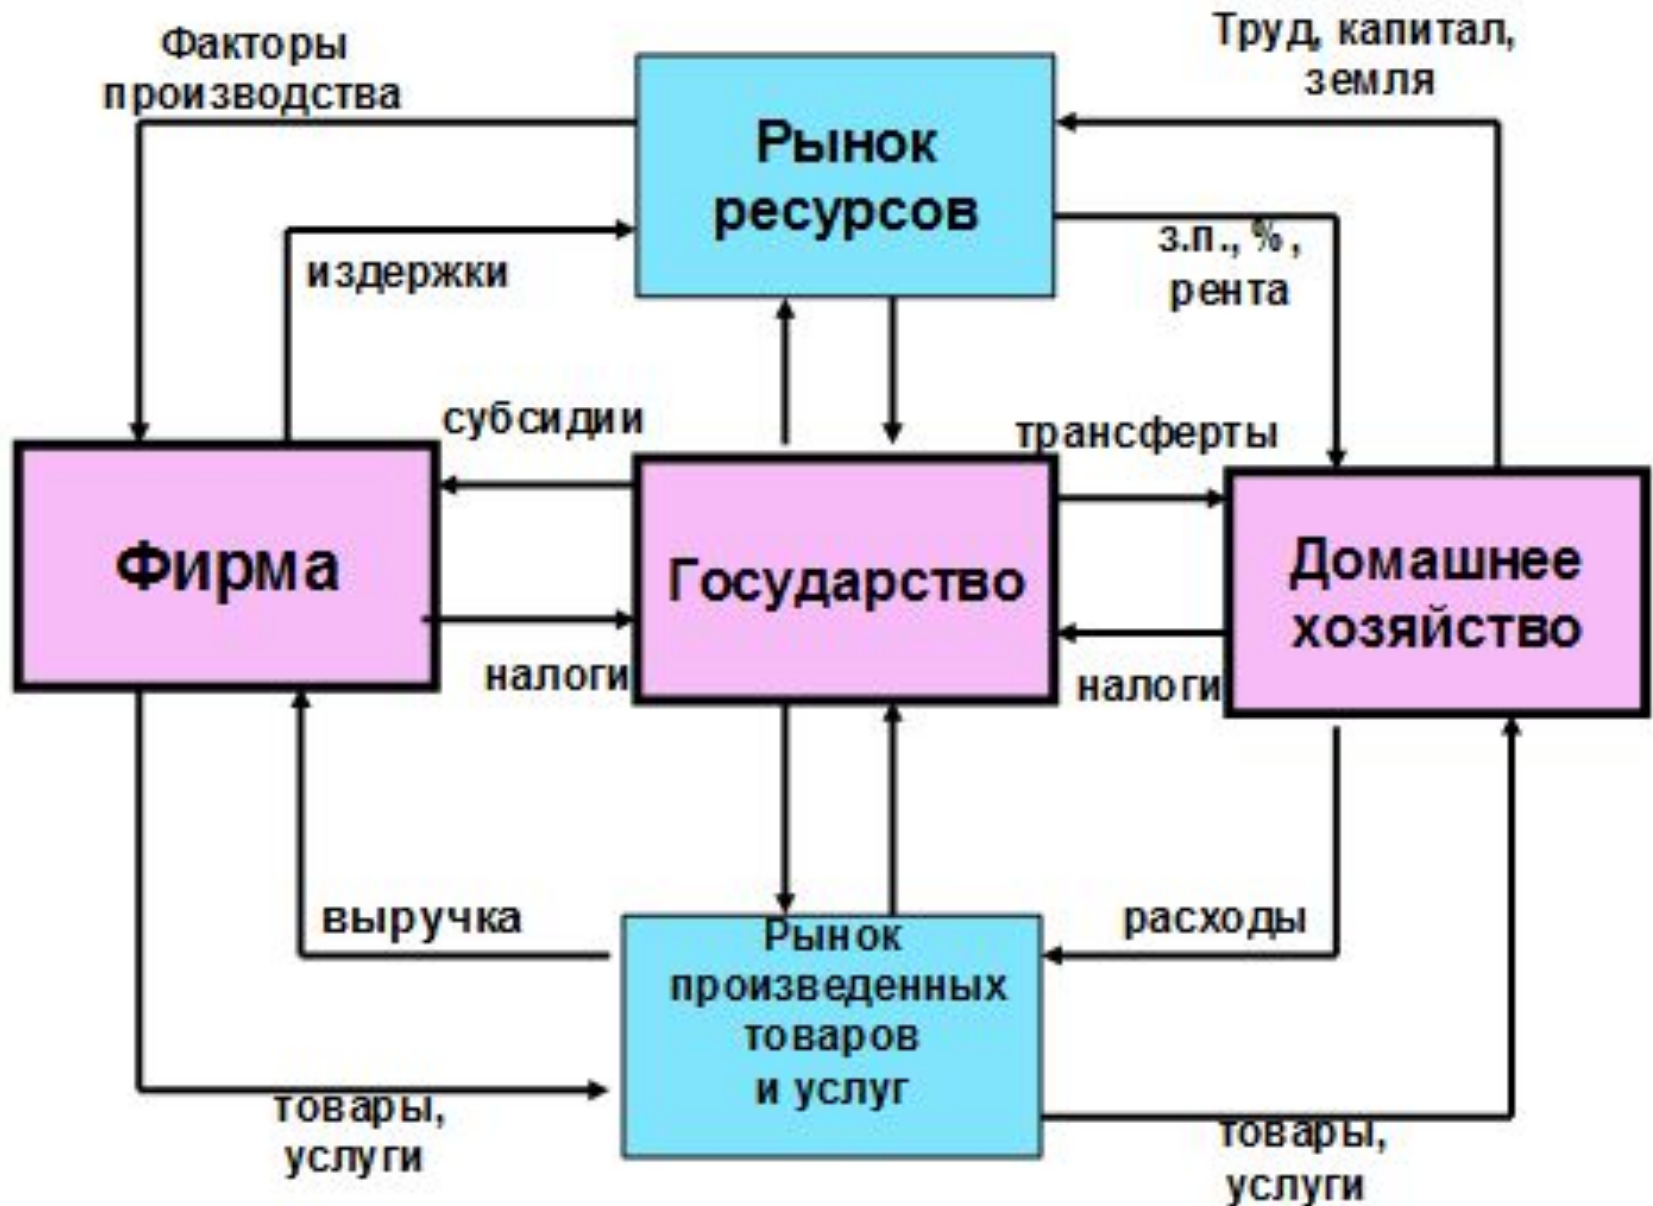 Факторы
производства
Труд, капитал,
земля
Рынок
ресурсов
издержки
з.п., %,
рента
субсидии
трансферты
Фирма
Государство
Домашнее
хозяйство
налоги
налоги
выручка
расходы
Рынок
произведенных
товаров
и услуг
товары,
услуги
товары,
услуги